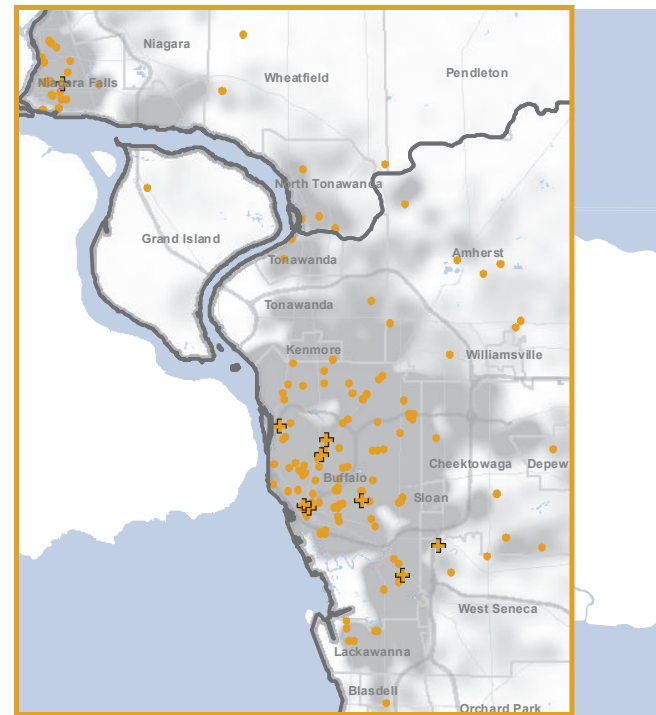 Niagara
Pendleton
Wheatfield
Niagara Falls
North Tonawanda
Grand Island
Amherst
Tonawanda
Tonawanda
Kenmore
Williamsville
Cheektowaga
Depew
Buffalo
Sloan
West Seneca
Lackawanna
Blasdell
Orchard Park